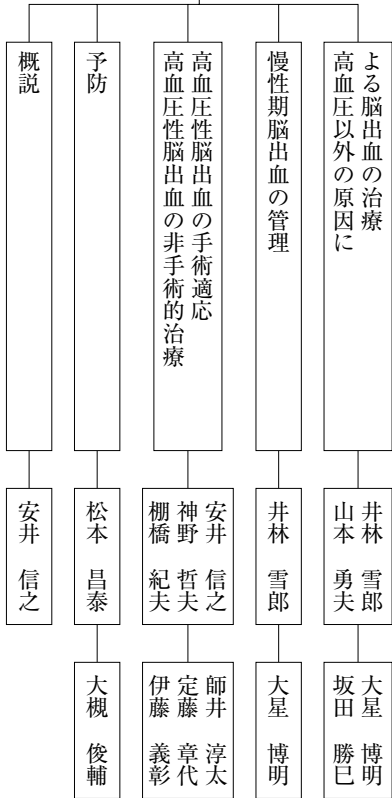 概説
安井 信之
予防
松本 昌泰
大槻 俊輔
高血圧性脳出血の非手術的治療
高血圧性脳出血の手術適応
棚橋 紀夫
神野 哲夫
安井 信之
伊藤 義彰
定藤 章代
師井 淳太
慢性期脳出血の管理
井林 雪郎
大星 博明
高血圧以外の原因に
よる脳出血の治療
山本 勇夫
井林 雪郎
坂田 勝巳
大星 博明